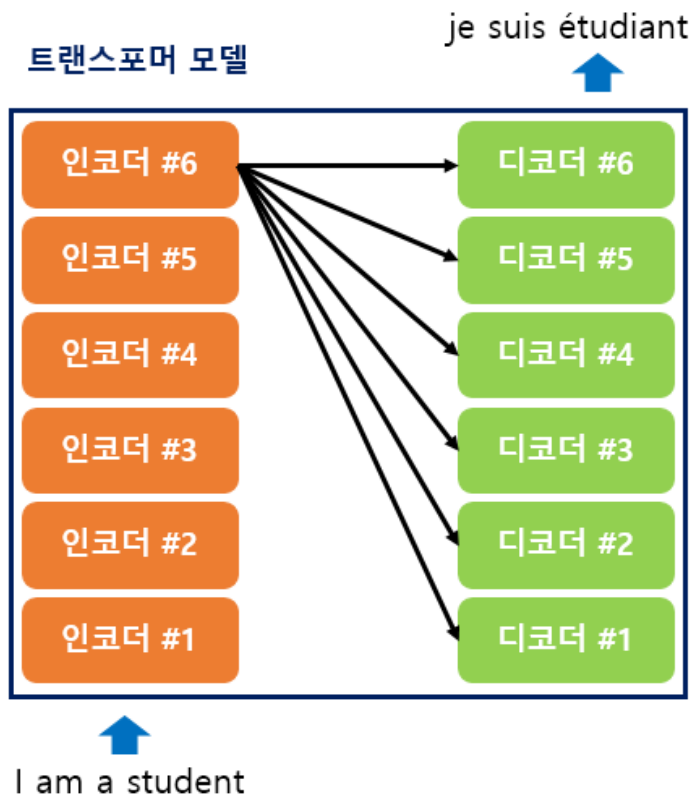 je suis étudiant
트랜스포머 모델
인코더 #6
디코더 #6
인코더 #5
디코더 #5
인코더 #4
디코더 #4
인코더 #3
디코더 #3
인코더 #2
디코더 #2
인코더 #1
디코더 #1
I am a student